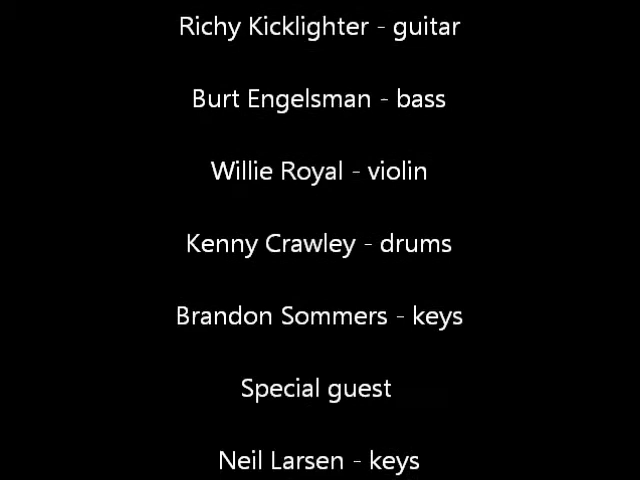 Richy Kicklighter - guitar
Burt Engelsman - bass
Willie Royal - violin
Kenny Crawley - drums
Brandon Sommers - keys
Special guest
Neil Larsen - keys